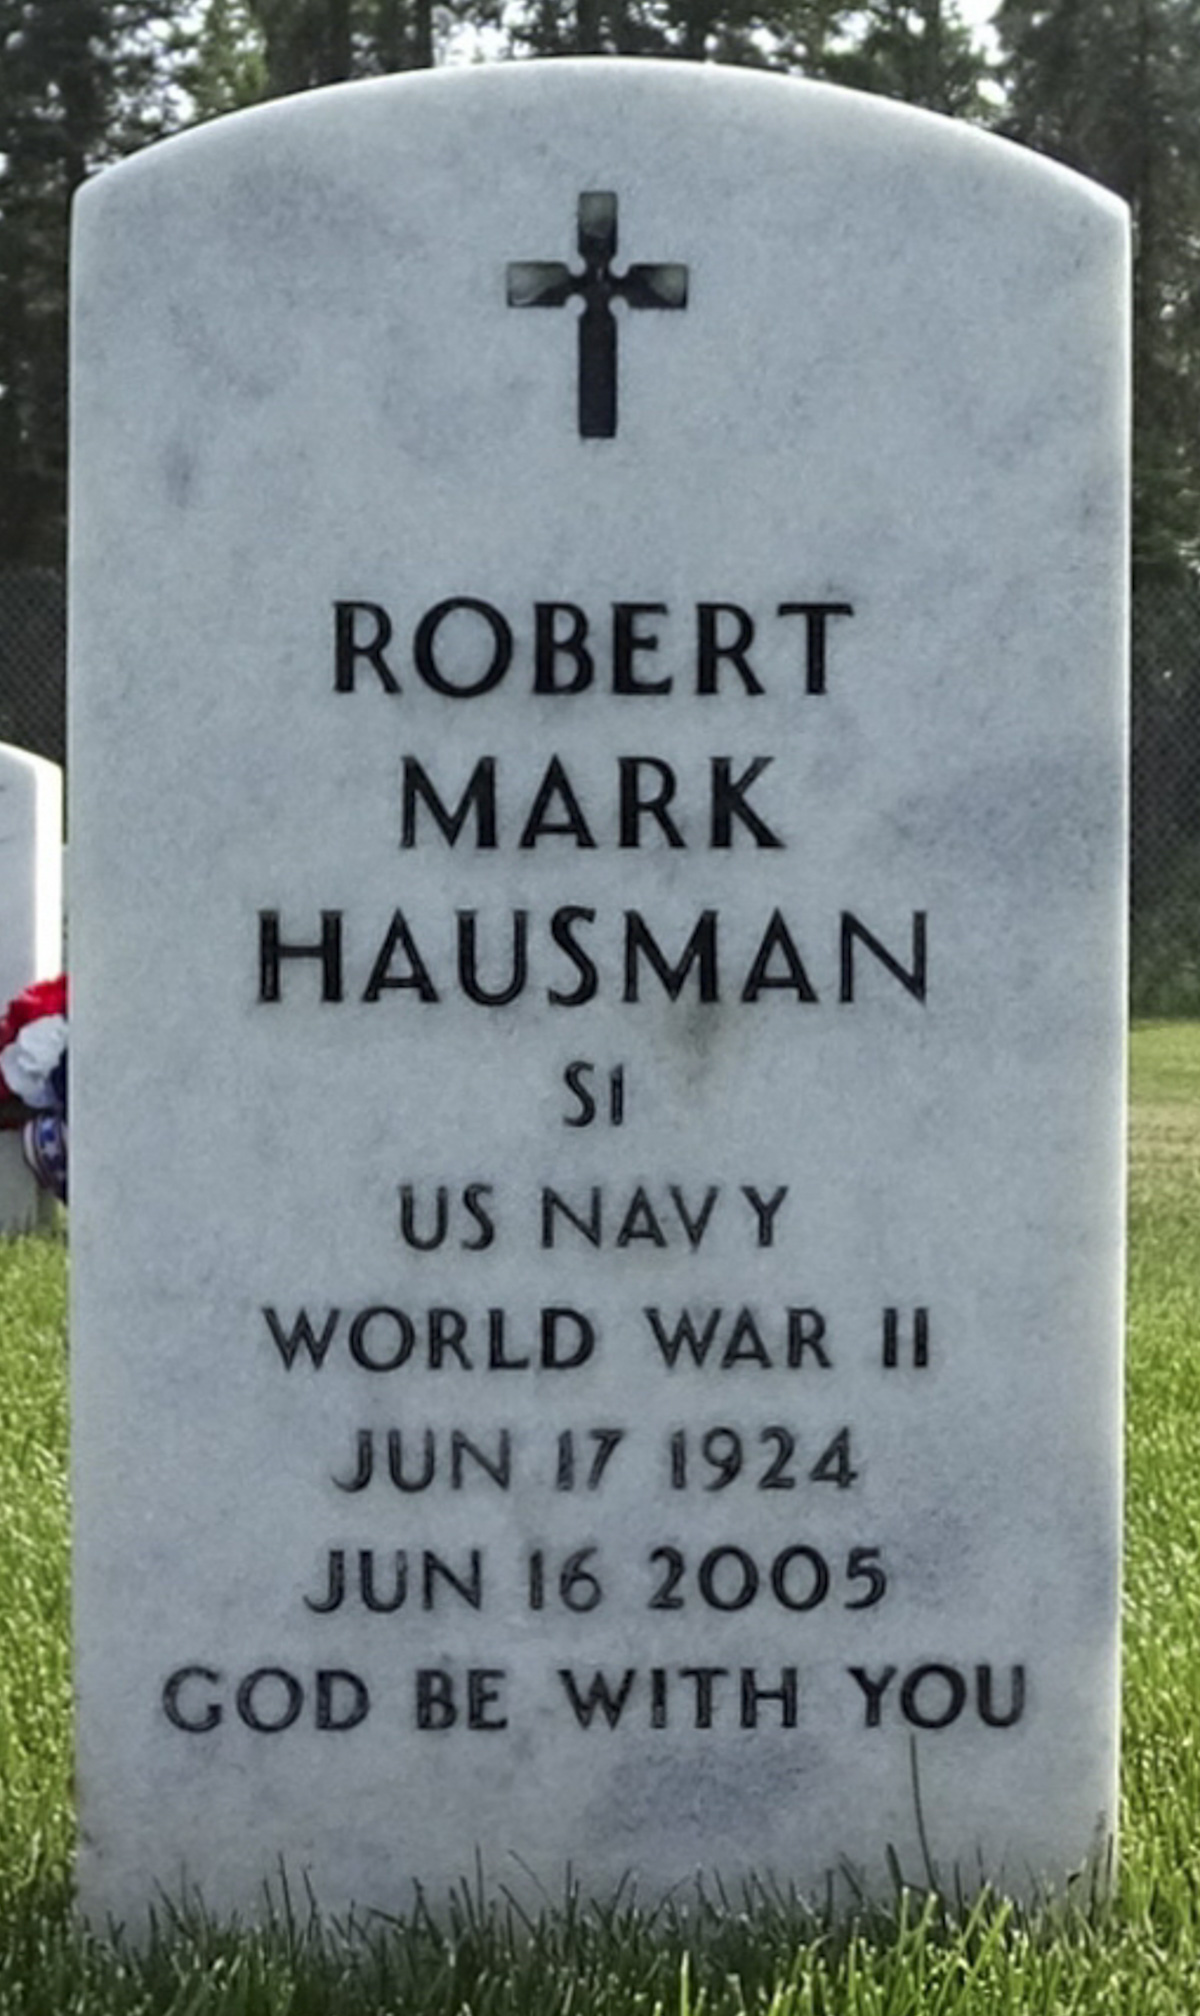 ROBERT
MARK
HAUSMAN
S1
US NAVY
WORLD WAR II
JUN 17 1924
JUN 16 2005
GOD BE WITH YOU